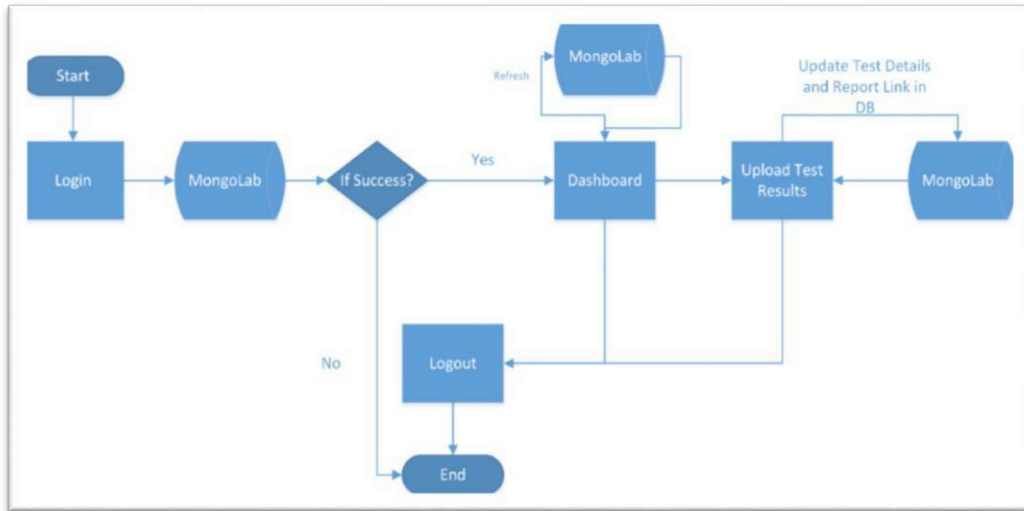 Start
Login
MongoLab
If Success?
Yes
No
Refresh
MongoLab
Dashboard
Upload Test
Results
Update Test Details
and Report Link in
DB
MongoLab
Logout
End